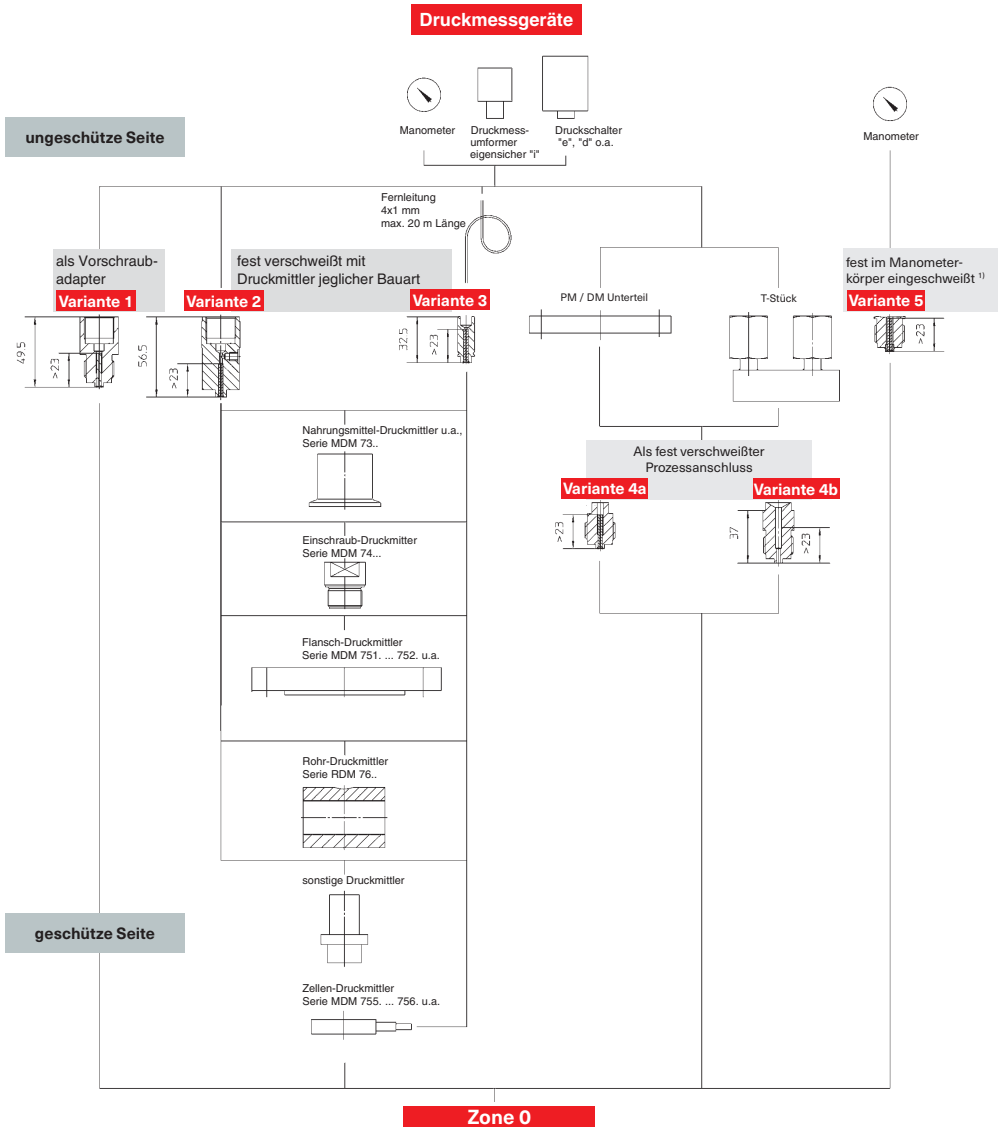 Druckmessgeräte
ungeschütze Seite
Manometer
Druckmess-
umformer
eigensicher "i"
Druckschalter
"e", "d" o.a.
Manometer
Fernleitung
4x1 mm
max. 20 m Länge
als Vorschraub-
adapter
Variante 1
fest verschweißt mit
Druckmittler jeglicher Bauart
Variante 2
Variante 3
PM / DM Unterteil
T-Stück
fest im Manometer-
körper eingeschweißt 1)
Variante 5
49.5
>23
56.5
>23
32.5
>23
>23
Nahrungsmittel-Druckmittler u.a.,
Serie MDM 73..
Als fest verschweißter
Prozessanschluss
Variante 4a
Variante 4b
>23
37
>23
Einschraub-Druckmitter
Serie MDM 74...
Flansch-Druckmittler
Serie MDM 751. ... 752. u.a.
Rohr-Druckmittler
Serie RDM 76..
sonstige Druckmittler
geschütze Seite
Zellen-Druckmittler
Serie MDM 755. ... 756. u.a.
Zone 0